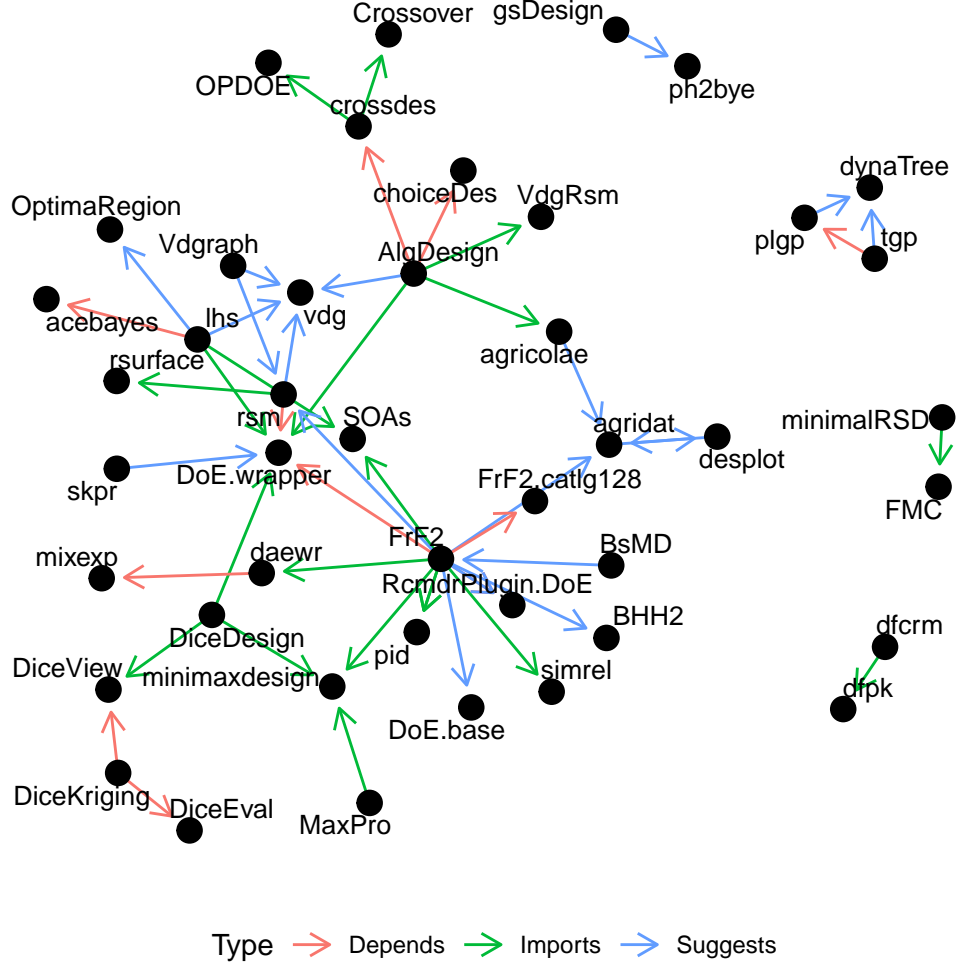 Crossover
gsDesign
OPDOE
ph2bye
crossdes
dynaTree
choiceDes
VdgRsm
OptimaRegion
Vdgraph
plgp
tgp
AlgDesign
acebayes
lhs
vdg
rsurface
agricolae
rsm
SOAs
agridat
minimalRSD
DoE.wrapper
desplot
skpr
FrF2.catlg128
FMC
FrF2
BsMD
mixexp
daewr
RcmdrPlugin.DoE
BHH2
DiceDesign
pid
dfcrm
DiceView
minimaxdesign
simrel
dfpk
DoE.base
DiceKriging
DiceEval
MaxPro
Type Depends Imports Suggests